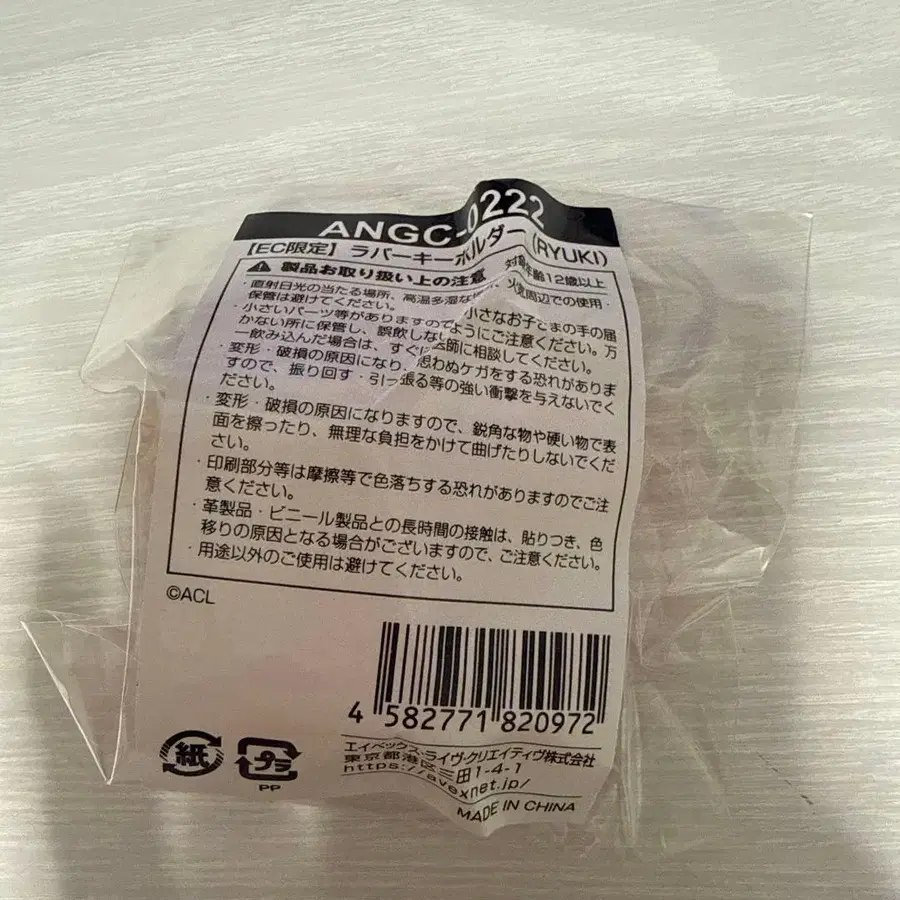 ANGC-0222
【EC限定】ラバーキーホルダー(RYUKI)
⚠ 製品お取り扱い上の注意 対象年齢12歳以上
・直射日光の当たる場所、高温多湿な 火気周辺での使用・
保管は避けてください。
・小さいパーツ等がありますので 小さなお子さまの手の届
かない所に保管し、誤飲しないようにご注意ください。万
一飲み込んだ場合は、すぐに医師に相談してください。
・変形・破損の原因になり、思わぬケガをする恐れがありま
すので、振り回す・引っ張る等の強い衝撃を与えないでく
ださい。
・変形・破損の原因になりますので、鋭角な物や硬い物で表
面を擦ったり、無理な負担をかけて曲げたりしないでくだ
さい。
・印刷部分等は摩擦等で色落ちする恐れがありますのでご注
意ください。
・革製品・ビニール製品との長時間の接触は、貼りつき、色
移りの原因となる場合がございますので、ご注意ください。
・用途以外のご使用は避けてください。
©ACL
4 582771 820972
エイベックス・ライヴ・クリエイティヴ株式会社
東京都港区三田1-4-1
https://avexnet.jp/
MADE IN CHINA
紙
プラ
PP